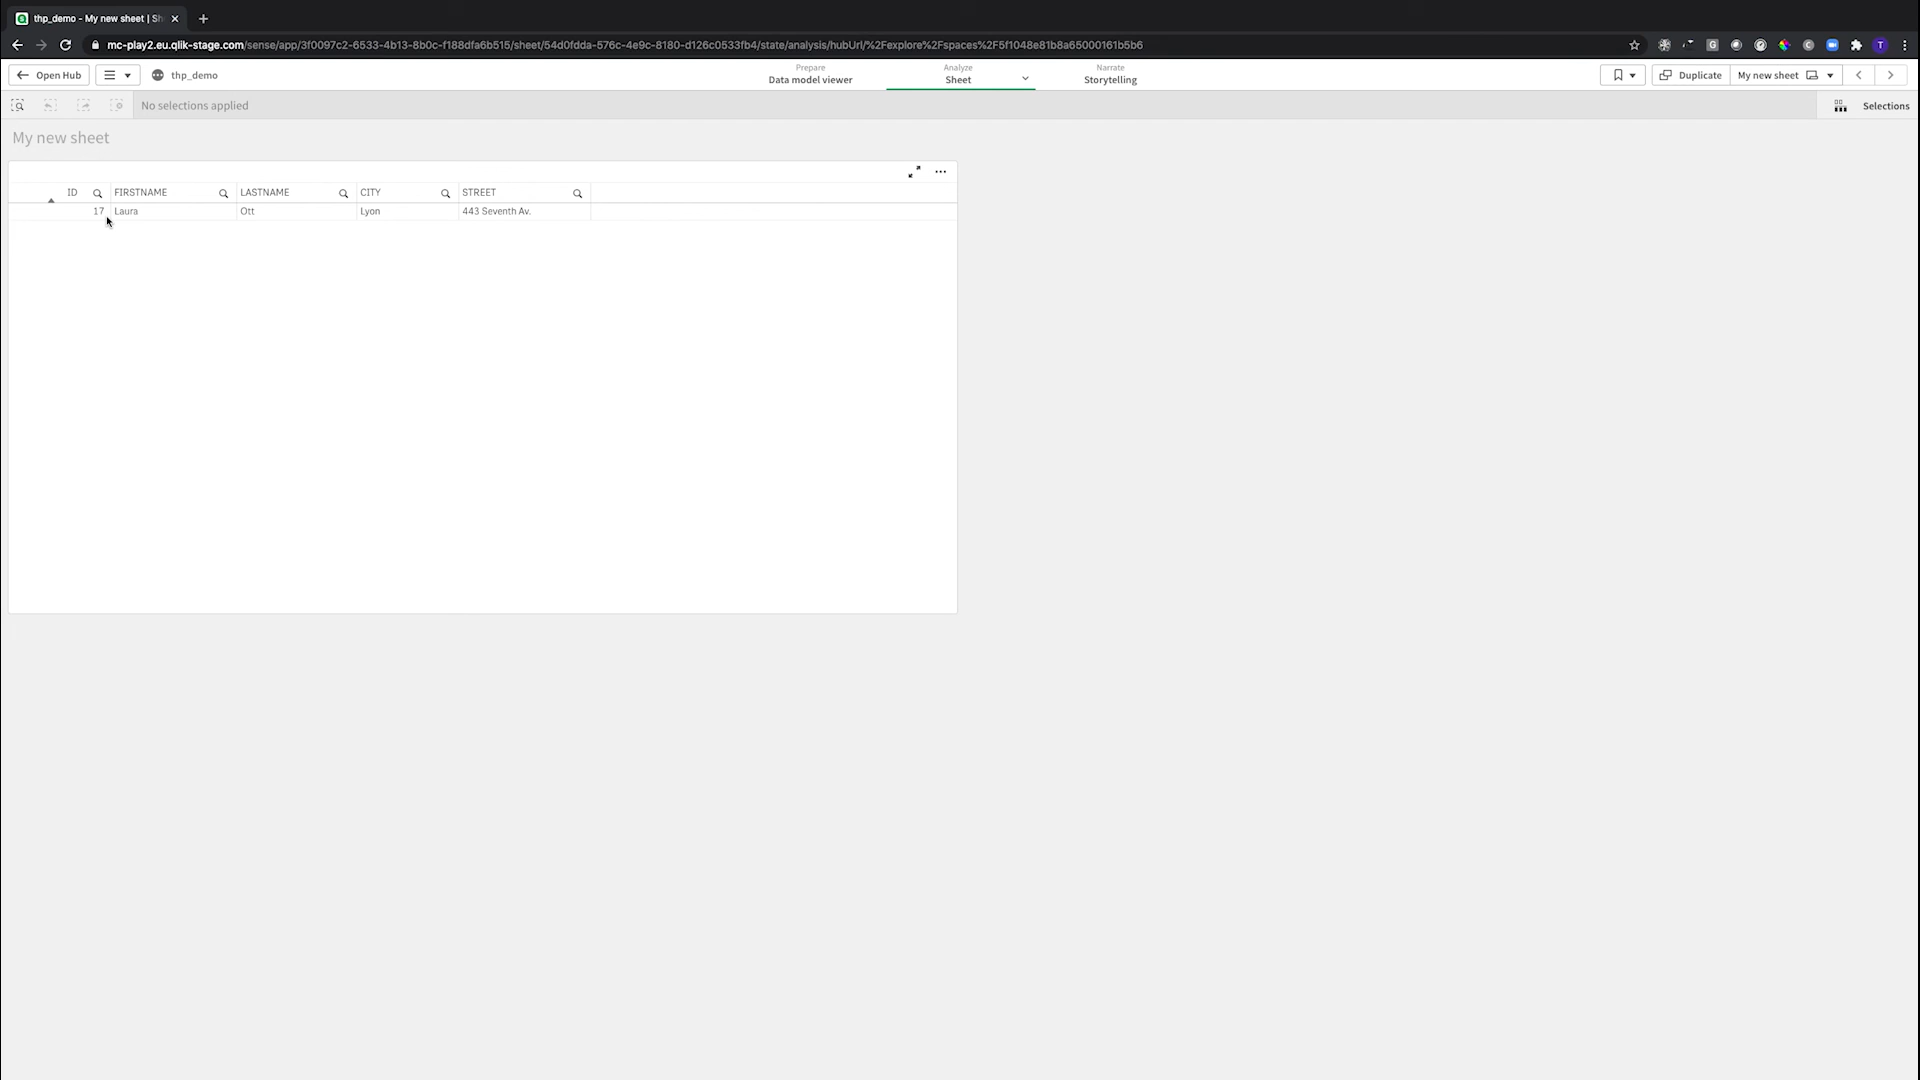 thp_demo - My new sheet | Sh
mc-play2.eu.qlik-stage.com/sense/app/3f0097c2-6533-4b13-8b0c-f188dfa6b515/sheet/54d0fdda-576c-4e9c-8180-d126c0533fb4/state/analysis/hubUrl/%2Fexplore%2Fspaces%2F5f1048e81b8a65000161b5b6
T
Open Hub
thp_demo
Prepare
Data model viewer
Analyze
Sheet
Narrate
Storytelling
Duplicate
My new sheet
No selections applied
Selections
My new sheet
ID FIRSTNAME LASTNAME CITY STREET
17 Laura Ott Lyon 443 Seventh Av.